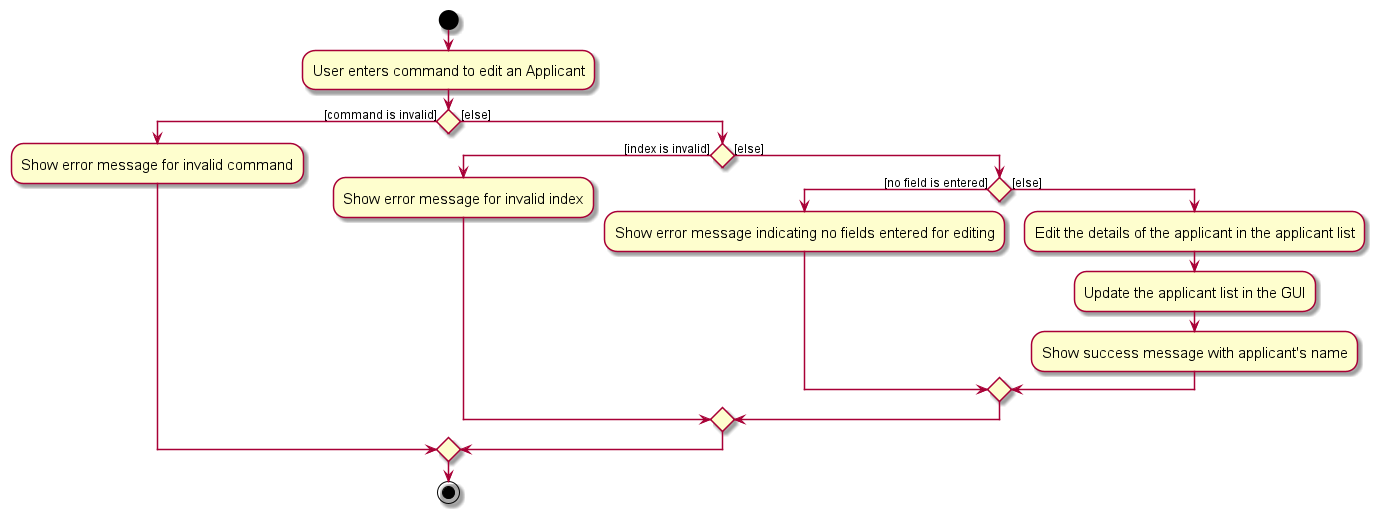 User enters command to edit an Applicant
[command is invalid]
[else]
Show error message for invalid command
[index is invalid]
[else]
Show error message for invalid index
[no field is entered]
[else]
Show error message indicating no fields entered for editing
Edit the details of the applicant in the applicant list
Update the applicant list in the GUI
Show success message with applicant's name